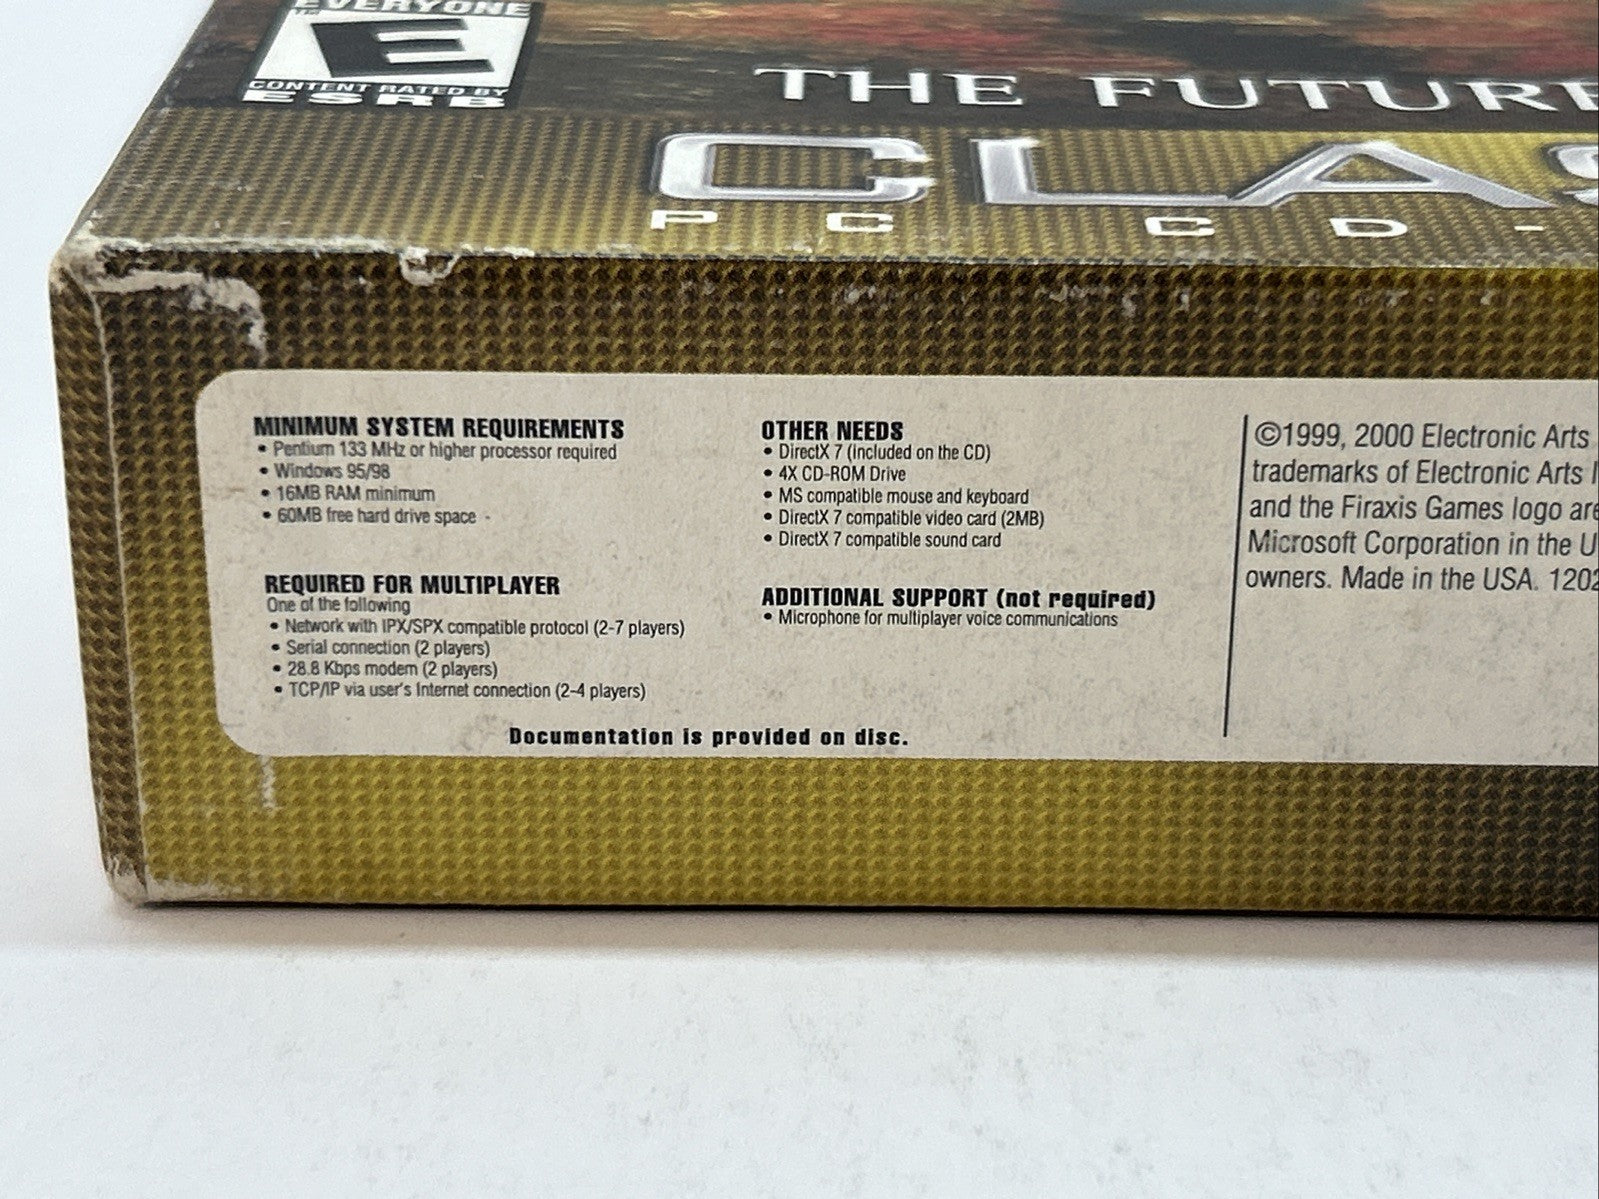 EVERYONE
E
CONTENT RATED BY
ESRB
THE FUTURE
CLAS
PC CD-
MINIMUM SYSTEM REQUIREMENTS
• Pentium 133 MHz or higher processor required
• Windows 95/98
• 16MB RAM minimum
• 60MB free hard drive space
REQUIRED FOR MULTIPLAYER
One of the following
• Network with IPX/SPX compatible protocol (2-7 players)
• Serial connection (2 players)
• 28.8 Kbps modem (2 players)
• TCP/IP via user's Internet connection (2-4 players)
OTHER NEEDS
• DirectX 7 (included on the CD)
• 4X CD-ROM Drive
• MS compatible mouse and keyboard
• DirectX 7 compatible video card (2MB)
• DirectX 7 compatible sound card
ADDITIONAL SUPPORT (not required)
• Microphone for multiplayer voice communications
Documentation is provided on disc.
©1999, 2000 Electronic Arts
trademarks of Electronic Arts
and the Firaxis Games logo are
Microsoft Corporation in the U
owners. Made in the USA. 1202